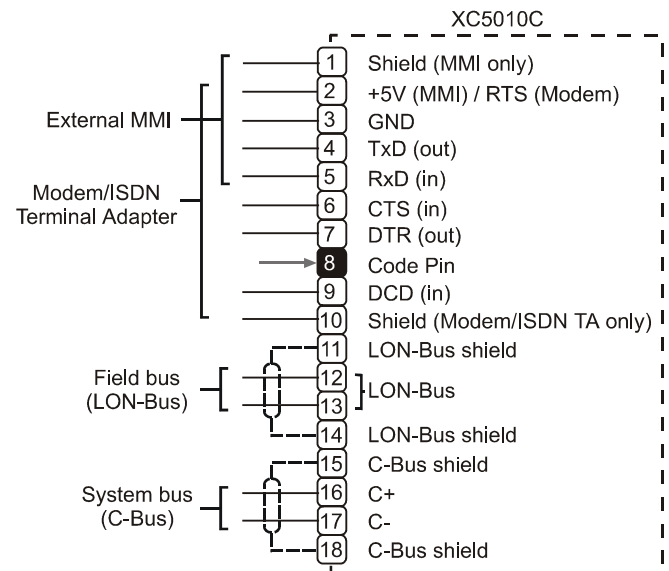 XC5010C
1 Shield (MMI only)
2 +5V (MMI) / RTS (Modem)
External MMI
3 GND
4 TxD (out)
5 RxD (in)
Modem/ISDN
Terminal Adapter
6 CTS (in)
7 DTR (out)
8 Code Pin
9 DCD (in)
10 Shield (Modem/ISDN TA only)
11 LON-Bus shield
Field bus
(LON-Bus)
12
LON-Bus
13
14 LON-Bus shield
15 C-Bus shield
System bus
(C-Bus)
16 C+
17 C-
18 C-Bus shield